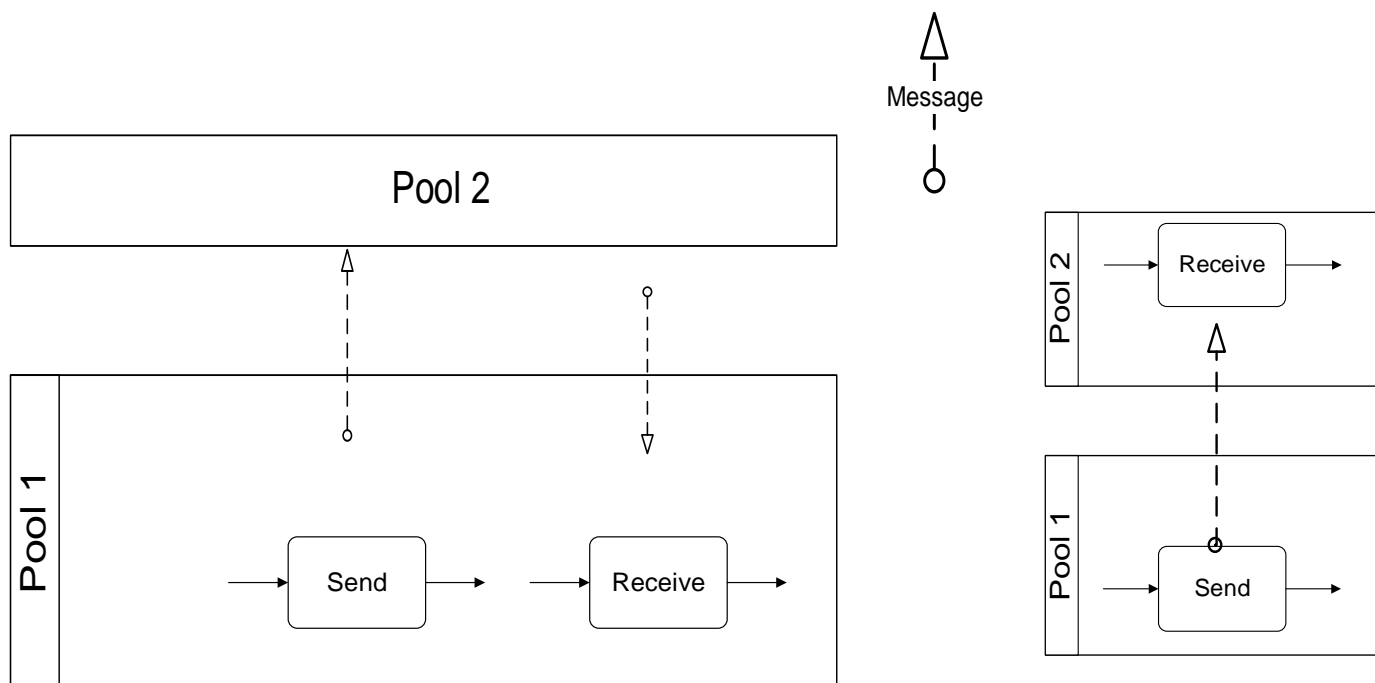 Message
Pool 2
Pool 1
Send
Receive
Pool 2
Receive
Pool 1
Send